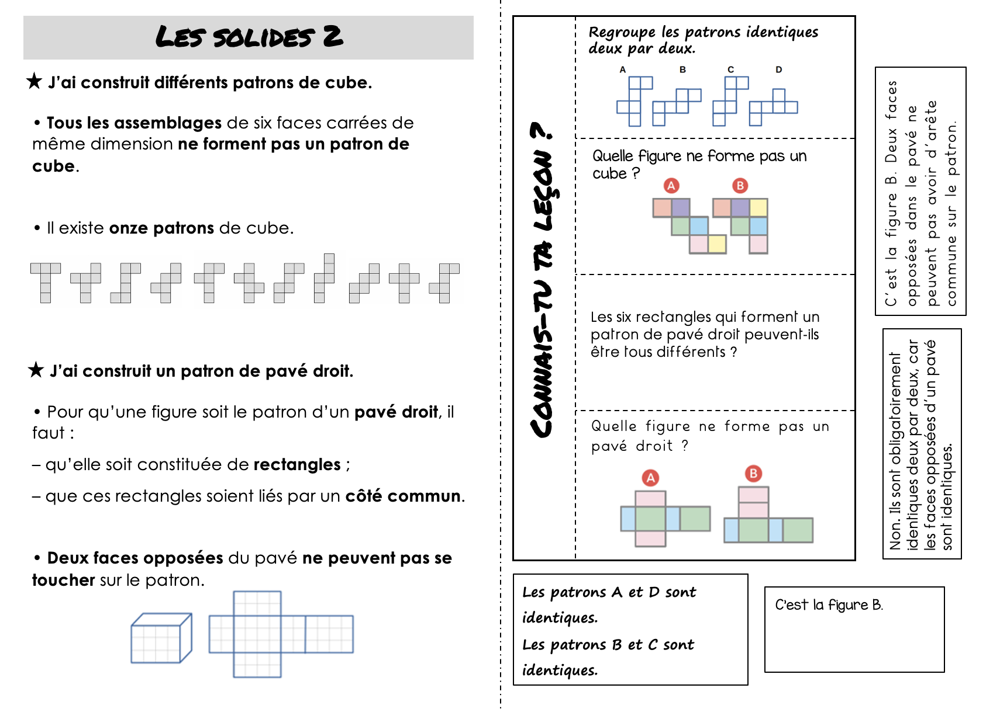 Les solides 2
★ J'ai construit différents patrons de cube.
• Tous les assemblages de six faces carrées de
même dimension ne forment pas un patron de
cube.
• Il existe onze patrons de cube.
★ J'ai construit un patron de pavé droit.
• Pour qu'une figure soit le patron d'un pavé droit, il
faut :
– qu'elle soit constituée de rectangles ;
– que ces rectangles soient liés par un côté commun.
• Deux faces opposées du pavé ne peuvent pas se
toucher sur le patron.
Connais-tu ta leçon ?
Regroupe les patrons identiques
deux par deux.
A B C D
Quelle figure ne forme pas un
cube ?
A B
Les six rectangles qui forment un
patron de pavé droit peuvent-ils
être tous différents ?
Quelle figure ne forme pas un
pavé droit ?
A B
C'est la figure B. Deux faces
opposées dans le pavé ne
peuvent pas avoir d'arête
commune sur le patron.
Non. Ils sont obligatoirement
identiques deux par deux, car
les faces opposées d'un pavé
sont identiques.
Les patrons A et D sont
identiques.
Les patrons B et C sont
identiques.
C'est la figure B.